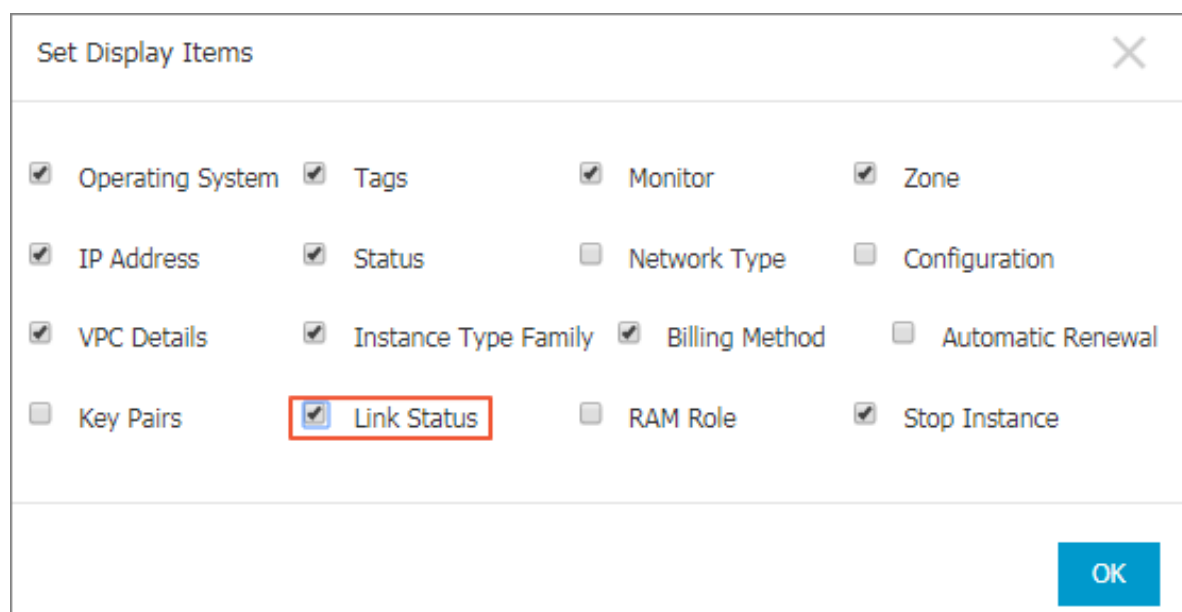 Set Display Items
Operating System Tags Monitor Zone
IP Address Status Network Type Configuration
VPC Details Instance Type Family Billing Method Automatic Renewal
Key Pairs Link Status RAM Role Stop Instance
OK